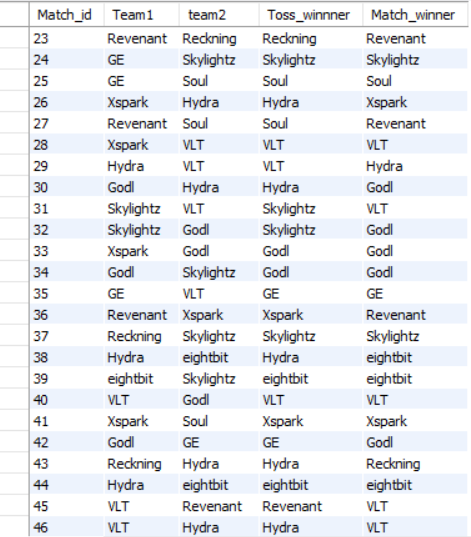 Match_id Team1 team2 Toss_winnner Match_winner
23 Revenant Reckning Reckning Revenant
24 GE Skylightz Skylightz Skylightz
25 GE Soul Soul Soul
26 Xspark Hydra Hydra Xspark
27 Revenant Soul Soul Revenant
28 Xspark VLT VLT VLT
29 Hydra VLT VLT Hydra
30 Godl Hydra Hydra Godl
31 Skylightz VLT Skylightz VLT
32 Skylightz Godl Skylightz Godl
33 Xspark Godl Godl Godl
34 Godl Skylightz Godl Godl
35 GE VLT GE GE
36 Revenant Xspark Xspark Revenant
37 Reckning Skylightz Skylightz Skylightz
38 Hydra eightbit Hydra eightbit
39 eightbit Skylightz eightbit eightbit
40 VLT Godl VLT VLT
41 Xspark Soul Xspark Xspark
42 Godl GE GE Godl
43 Reckning Hydra Hydra Reckning
44 Hydra eightbit eightbit eightbit
45 VLT Revenant Revenant VLT
46 VLT Hydra Hydra VLT